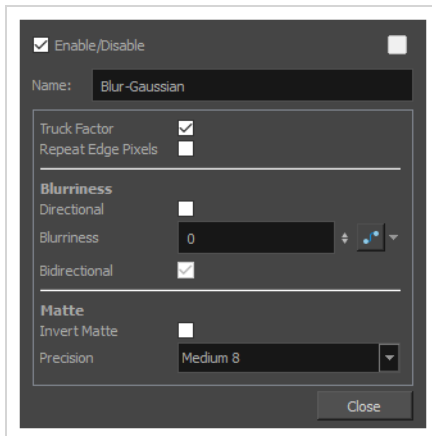 Enable/Disable
Name: Blur-Gaussian
Truck Factor
Repeat Edge Pixels
Blurriness
Directional
Blurriness 0
Bidirectional
Matte
Invert Matte
Precision Medium 8
Close